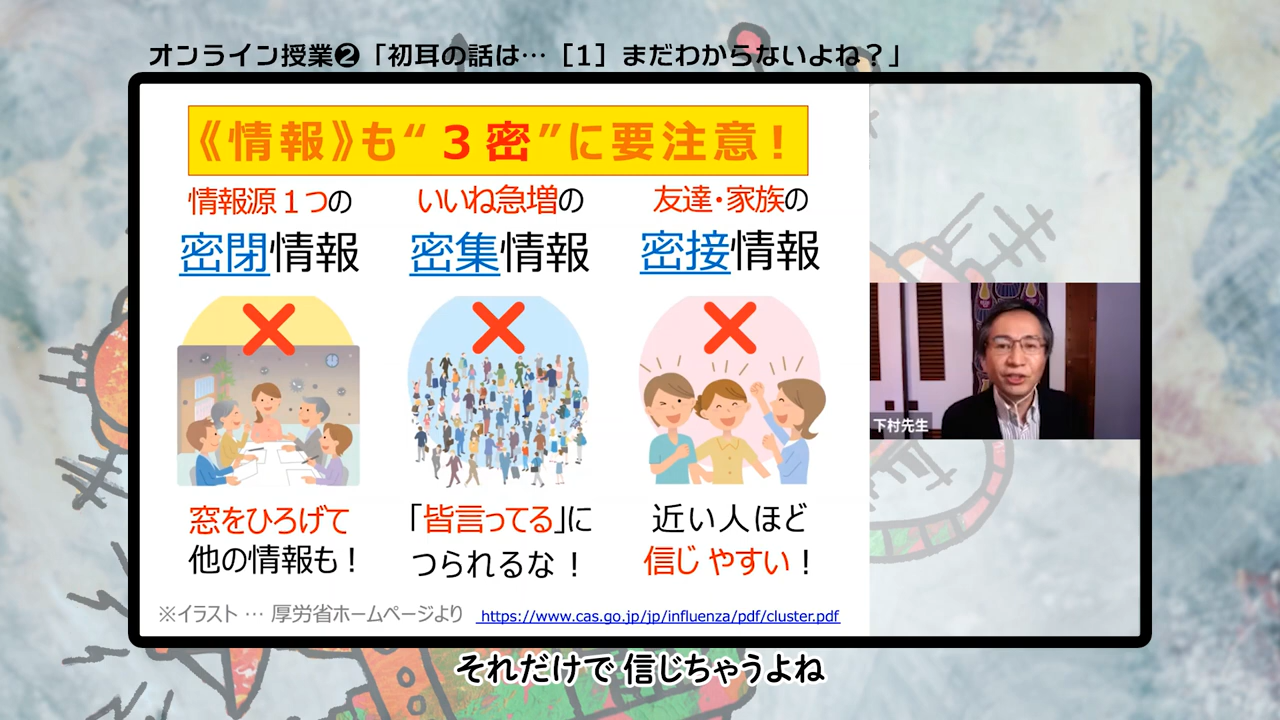 オンライン授業❷「初耳の話は…［1］まだわからないよね？」
《情報》も“３密”に要注意！
情報源１つの
密閉情報
いいね急増の
密集情報
友達・家族の
密接情報
窓をひろげて
他の情報も！
「皆言ってる」に
つられるな！
近い人ほど
信じやすい！
下村先生
※イラスト … 厚労省ホームページより https://www.cas.go.jp/jp/influenza/pdf/cluster.pdf
それだけで 信じちゃうよね